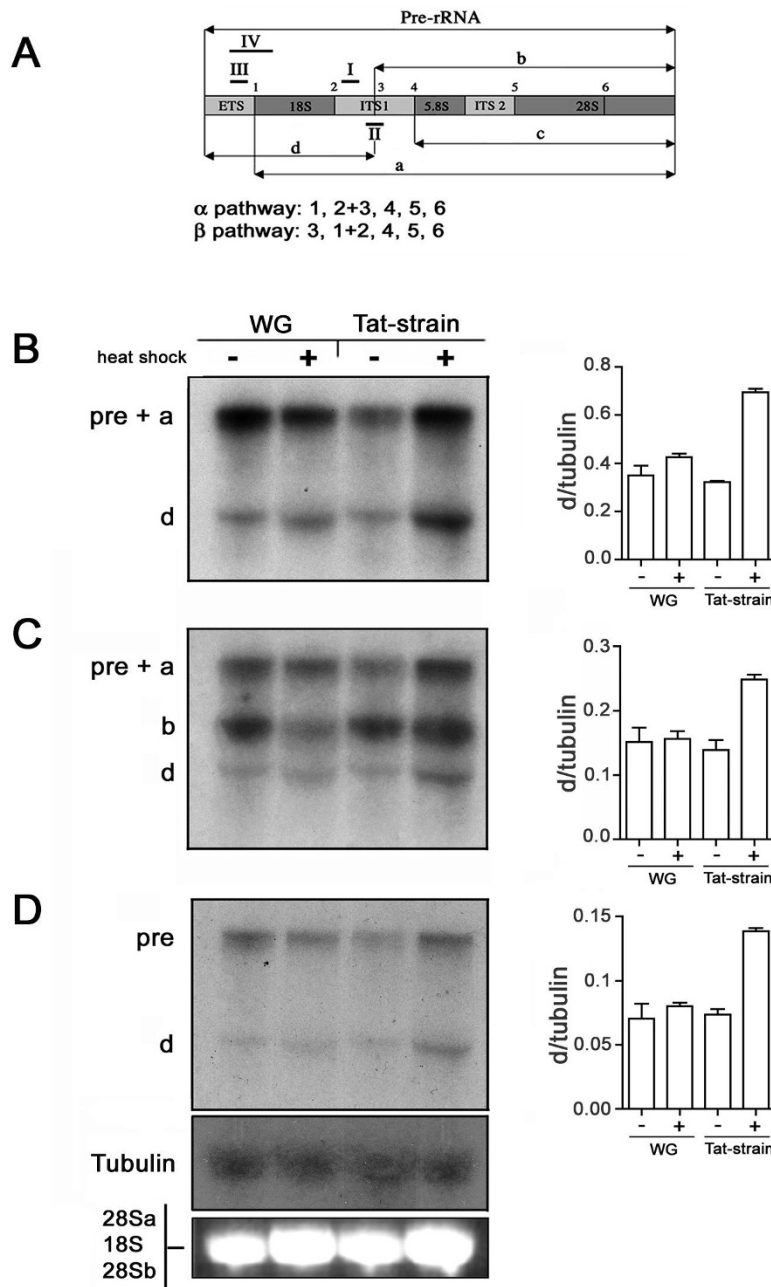 A
Pre-rRNA
IV
b
III
I
1
2
3
4
5
6
ETS
18S
ITS1
5.8S
ITS 2
28S
II
d
c
a
α pathway: 1, 2+3, 4, 5, 6
β pathway: 3, 1+2, 4, 5, 6
B
WG
Tat-strain
heat shock
- + - +
pre + a
d
d/tubulin
0.8
0.6
0.4
0.2
0.0
- + - +
WG Tat-strain
C
pre + a
b
d
d/tubulin
0.3
0.2
0.1
0.0
- + - +
WG Tat-strain
D
pre
d
d/tubulin
0.15
0.10
0.05
0.00
- + - +
WG Tat-strain
Tubulin
28Sa
18S
28Sb